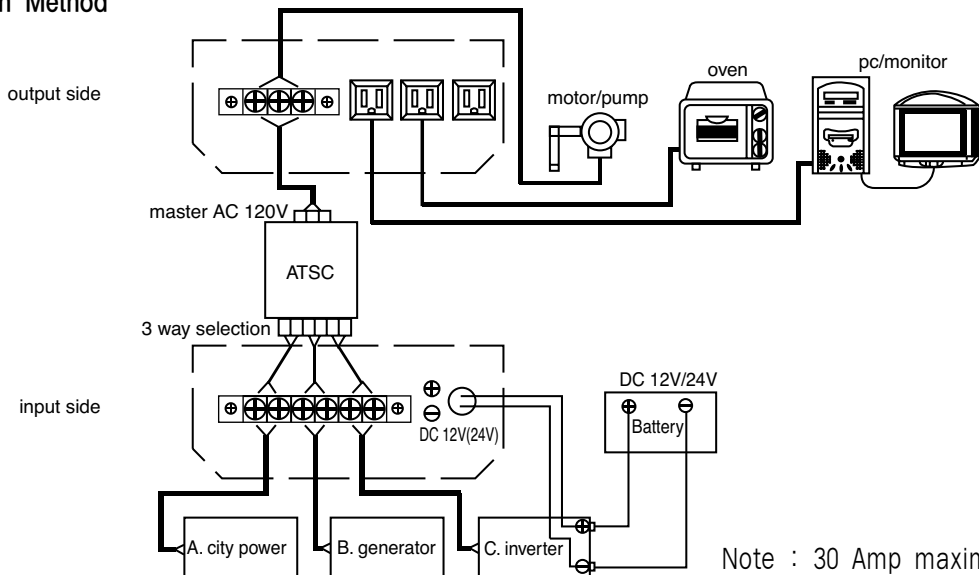 Method
output side
motor/pump
oven
pc/monitor
master AC 120V
ATSC
3 way selection
input side
DC 12V(24V)
DC 12V/24V
Battery
A. city power
B. generator
C. inverter
Note : 30 Amp